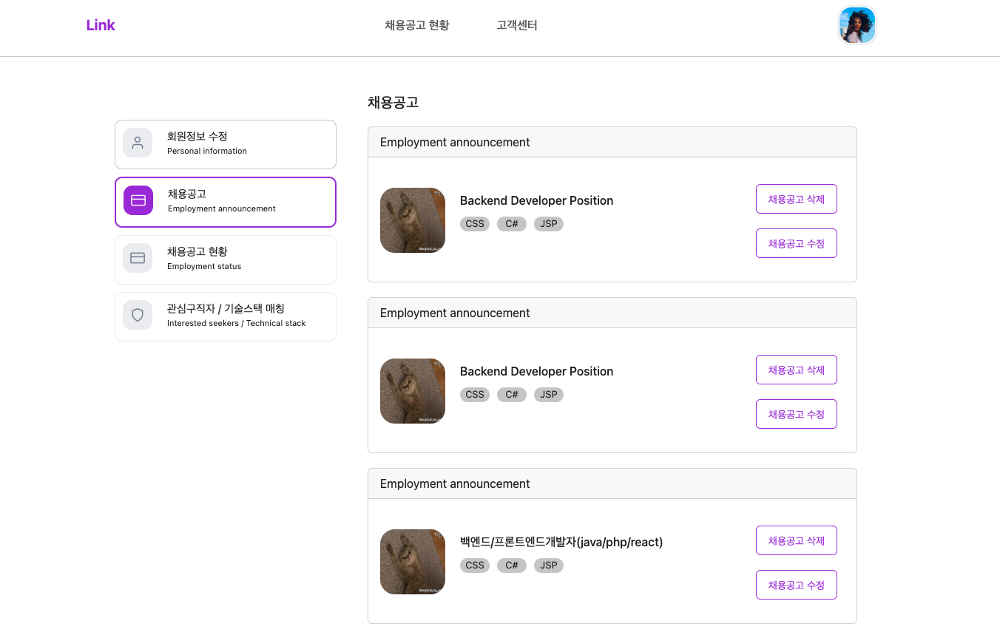 Link
채용공고 현황
고객센터
회원정보 수정
Personal information
채용공고
Employment announcement
채용공고 현황
Employment status
관심구직자 / 기술스택 매칭
Interested seekers / Technical stack
채용공고
Employment announcement
Backend Developer Position
CSS C# JSP
채용공고 삭제
채용공고 수정
Employment announcement
Backend Developer Position
CSS C# JSP
채용공고 삭제
채용공고 수정
Employment announcement
백엔드/프론트엔드개발자(java/php/react)
CSS C# JSP
채용공고 삭제
채용공고 수정